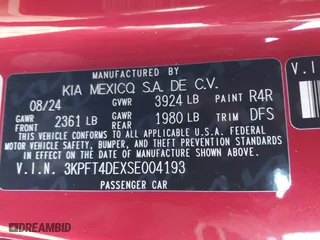 MANUFACTURED BY
KIA MEXICO, S.A. DE C.V.
08/24 GVWR 3924 LB PAINT R4R
GAWR FRONT 2361 LB GAWR REAR 1980 LB TRIM DFS
THIS VEHICLE CONFORMS TO ALL APPLICABLE U.S.A. FEDERAL
MOTOR VEHICLE SAFETY, BUMPER, AND THEFT PREVENTION
STANDARDS IN EFFECT ON THE DATE OF MANUFACTURE SHOWN ABOVE.
V.I.N. 3KPFT4DEXSE004193
PASSENGER CAR
V.I.
DREAMBID.PL